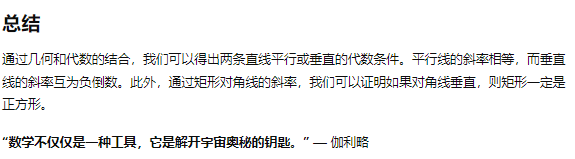 总结
通过几何和代数的结合，我们可以得出两条直线平行或垂直的代数条件。平行线的斜率相等，而垂直
线的斜率互为负倒数。此外，通过矩形对角线的斜率，我们可以证明如果对角线垂直，则矩形一定是
正方形。
“数学不仅仅是一种工具，它是解开宇宙奥秘的钥匙。” — 伽利略